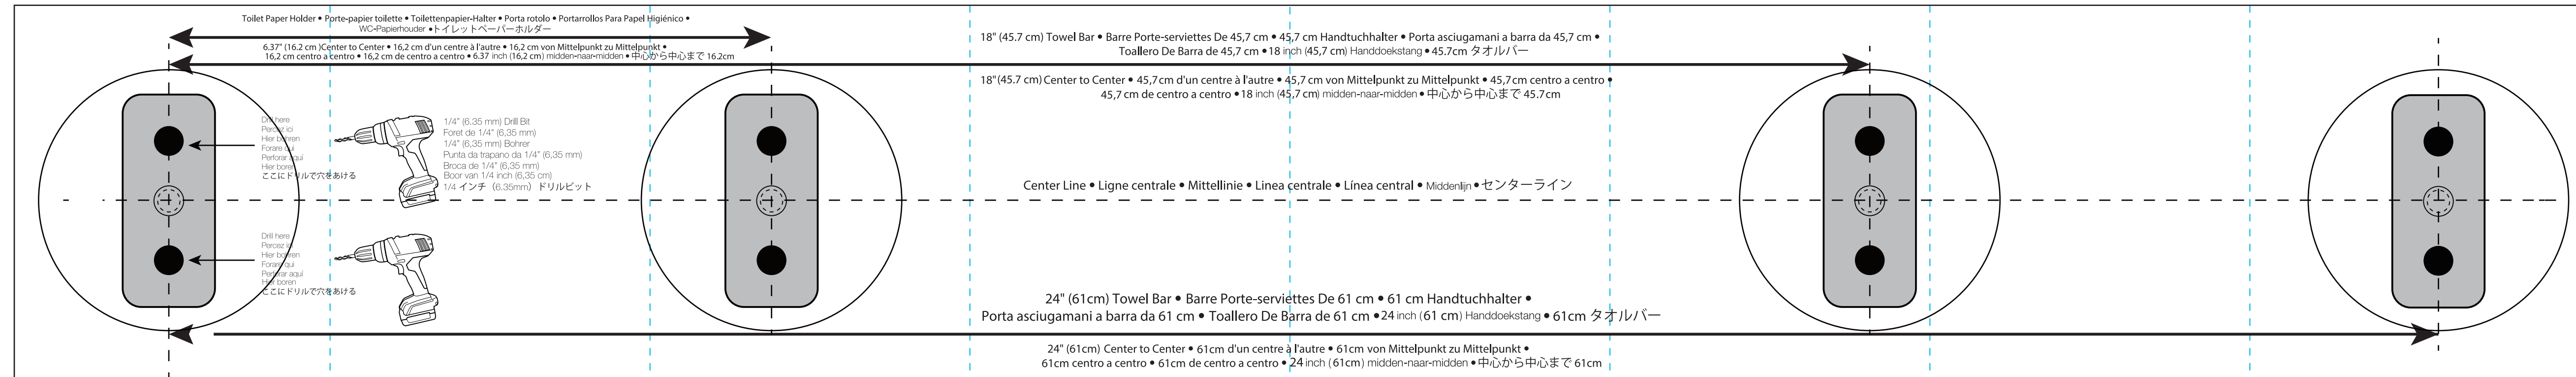 Toilet Paper Holder • Porte-papier toilette • Toilettenpapier-Halter • Porta rotolo • Portarrollos Para Papel Higiénico •
WC-Papierhouder •トイレットペーパーホルダー
6.37" (16.2 cm )Center to Center • 16,2 cm d'un centre à l'autre • 16,2 cm von Mittelpunkt zu Mittelpunkt •
16,2 cm centro a centro • 16,2 cm de centro a centro • 6.37 inch (16,2 cm) midden-naar-midden • 中心から中心まで 16.2cm
18" (45.7 cm) Towel Bar • Barre Porte-serviettes De 45,7 cm • 45,7 cm Handtuchhalter • Porta asciugamani a barra da 45,7 cm •
Toallero De Barra de 45,7 cm •18 inch (45,7 cm) Handdoekstang • 45.7cm タオルバー
18" (45.7 cm) Center to Center • 45,7cm d'un centre à l'autre • 45,7 cm von Mittelpunkt zu Mittelpunkt • 45,7cm centro a centro •
45,7 cm de centro a centro •18 inch (45,7 cm) midden-naar-midden • 中心から中心まで 45.7cm
Drill here
Percez ici
Hier bohren
Forare qui
Perforar aquí
Hier boren
ここにドリルで穴をあける
1/4" (6.35 mm) Drill Bit
Foret de 1/4" (6,35 mm)
1/4" (6,35 mm) Bohrer
Punta da trapano da 1/4" (6,35 mm)
Broca de 1/4" (6,35 mm)
Boor van 1/4 inch (6,35 cm)
1/4 インチ（6.35mm）ドリルビット
Center Line • Ligne centrale • Mittellinie • Linea centrale • Línea central • Middenlijn •センターライン
Drill here
Percez ici
Hier bohren
Forare qui
Perforar aquí
Hier boren
ここにドリルで穴をあける
24" (61cm) Towel Bar • Barre Porte-serviettes De 61 cm • 61 cm Handtuchhalter •
Porta asciugamani a barra da 61 cm • Toallero De Barra de 61 cm •24 inch (61 cm) Handdoekstang • 61cm タオルバー
24" (61cm) Center to Center • 61cm d'un centre à l'autre • 61cm von Mittelpunkt zu Mittelpunkt •
61cm centro a centro • 61cm de centro a centro • 24 inch (61cm) midden-naar-midden •中心から中心まで 61cm